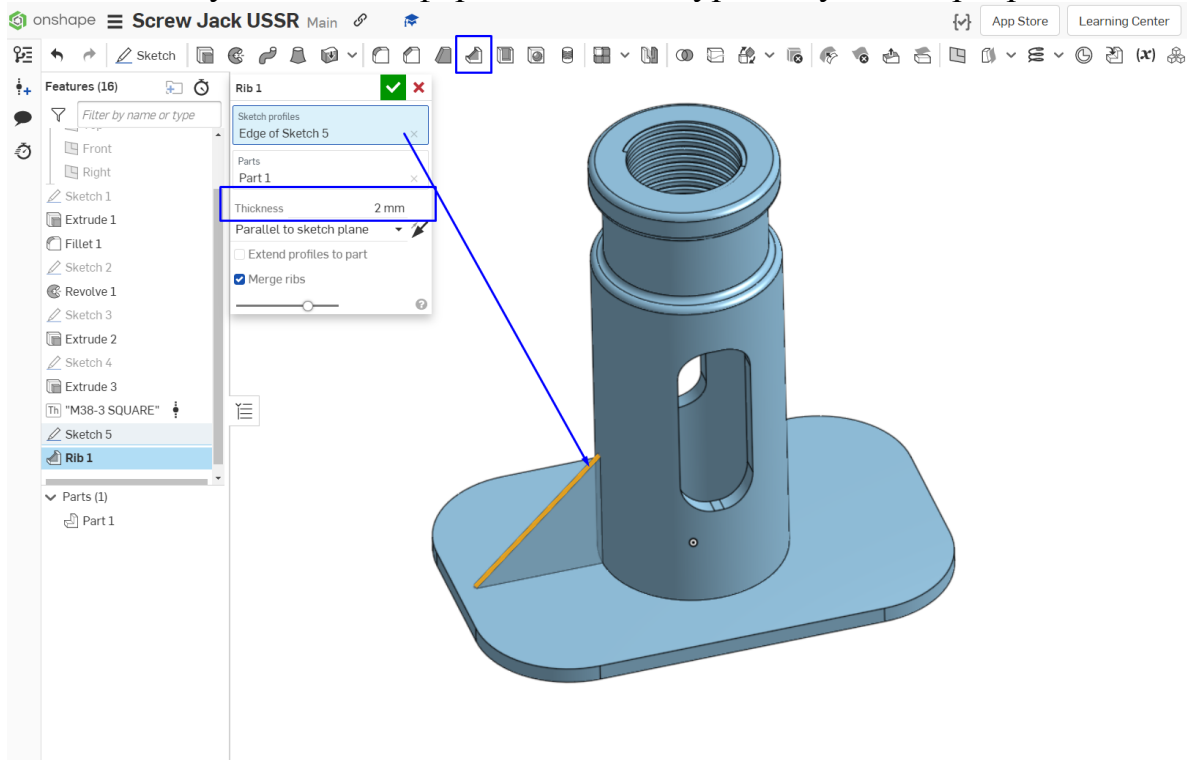 onshape Screw Jack USSR Main App Store Learning Center
Sketch
Features (16)
Filter by name or type
Front
Right
Sketch 1
Extrude 1
Fillet 1
Sketch 2
Revolve 1
Sketch 3
Extrude 2
Sketch 4
Extrude 3
Th "M38-3 SQUARE"
Sketch 5
Rib 1
Parts (1)
Part 1
Rib 1
Sketch profiles
Edge of Sketch 5
Parts
Part 1
Thickness 2 mm
Parallel to sketch plane
Extend profiles to part
Merge ribs
(x)